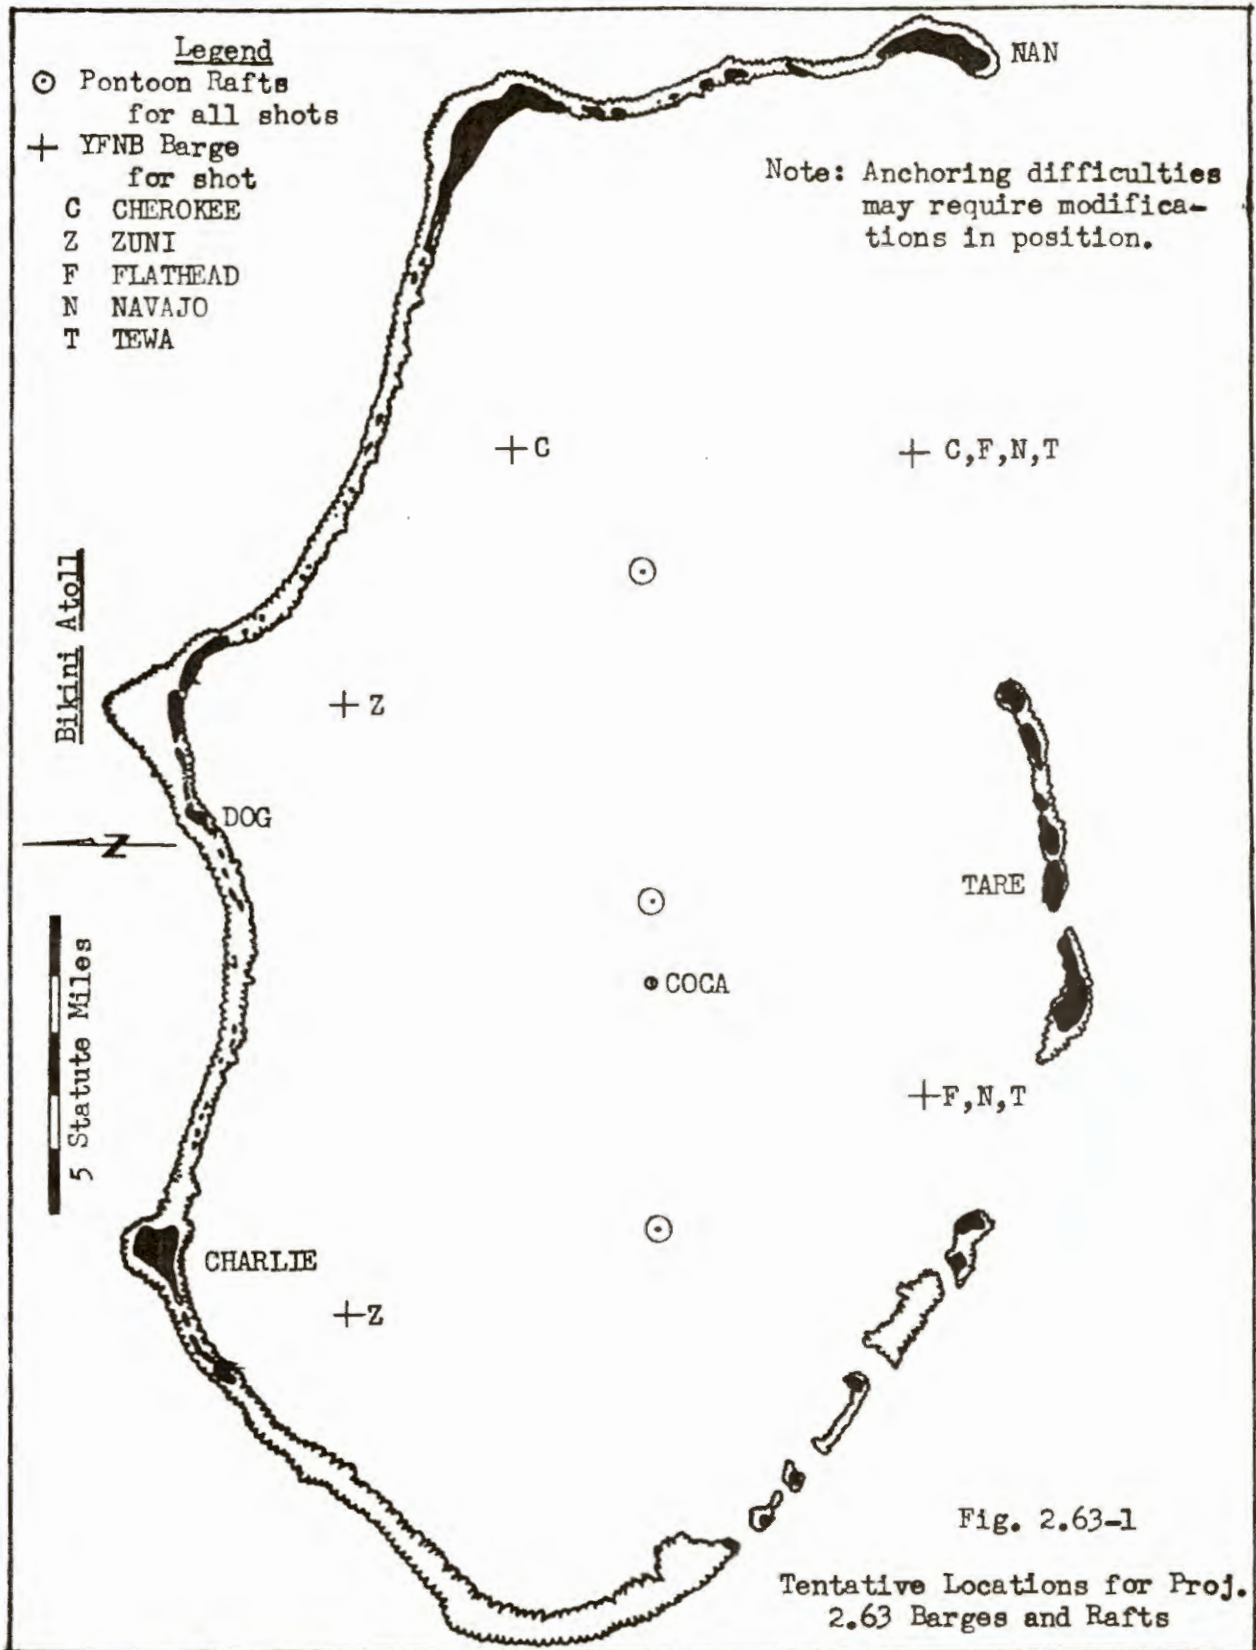 Legend
Pontoon Rafts
for all shots
YFNB Barge
for shot
C CHEROKEE
Z ZUNI
F FLATHEAD
N NAVAJO
T TEWA
NAN
Note: Anchoring difficulties
may require modifica-
tions in position.
C
C,F,N,T
Bikini Atoll
Z
DOG
N
TARE
COCA
5 Statute Miles
F,N,T
CHARLIE
Z
Fig. 2.63-1
Tentative Locations for Proj.
2.63 Barges and Rafts